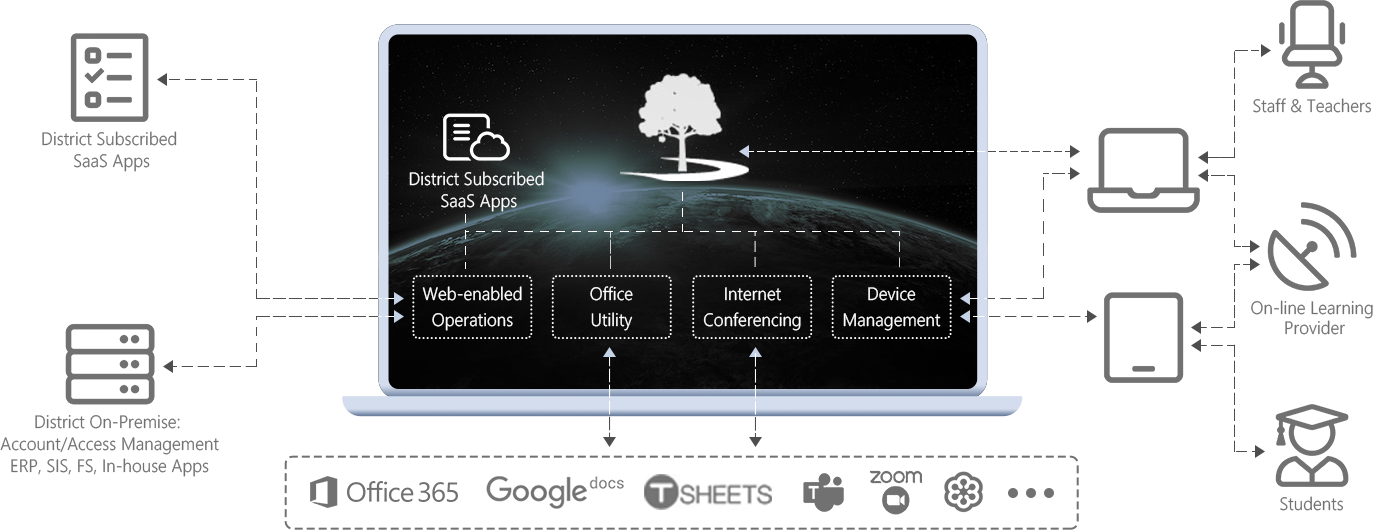 District Subscribed
SaaS Apps
District On-Premise:
Account/Access Management
ERP, SIS, FS, In-house Apps
District Subscribed
SaaS Apps
Web-enabled
Operations
Office
Utility
Internet
Conferencing
Device
Management
Office 365
Google docs
T SHEETS
T
zoom
Staff & Teachers
On-line Learning
Provider
Students